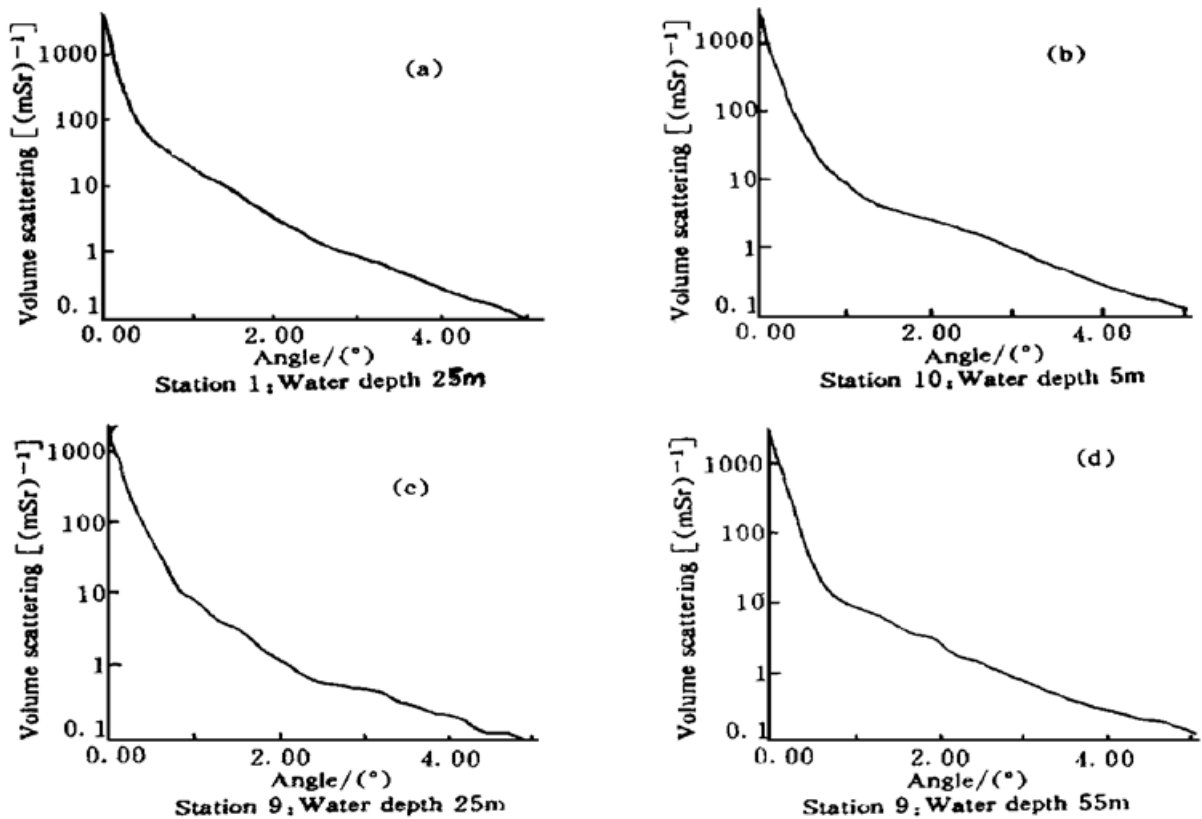 Volume scattering [(mSr)⁻¹]
1000
100
10
1
0.1
(a)
0.00
2.00
4.00
Angle/(°)
Station 1; Water depth 25m
Volume scattering [(mSr)⁻¹]
1000
100
10
1
0.1
(b)
0.00
2.00
4.00
Angle/(°)
Station 10; Water depth 5m
Volume scattering [(mSr)⁻¹]
1000
100
10
1
0.1
(c)
0.00
2.00
4.00
Angle/(°)
Station 9; Water depth 25m
Volume scattering [(mSr)⁻¹]
1000
100
10
1
0.1
(d)
0.00
2.00
4.00
Angle/(°)
Station 9; Water depth 55m